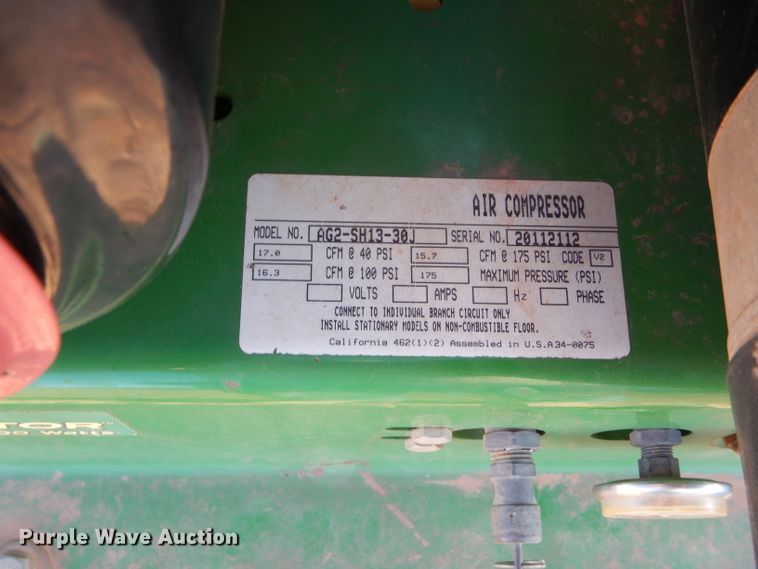 AIR COMPRESSOR
MODEL NO. AG2-SH13-30J SERIAL NO. 20112112
17.0 CFM @ 40 PSI 15.7 CFM @ 175 PSI CODE V2
16.3 CFM @ 100 PSI 175 MAXIMUM PRESSURE (PSI)
VOLTS AMPS Hz PHASE
CONNECT TO INDIVIDUAL BRANCH CIRCUIT ONLY
INSTALL STATIONARY MODELS ON NON-COMBUSTIBLE FLOOR.
California 462(1)(2) Assembled in U.S.A34-0075
TOR
00 Watts
Purple Wave Auction